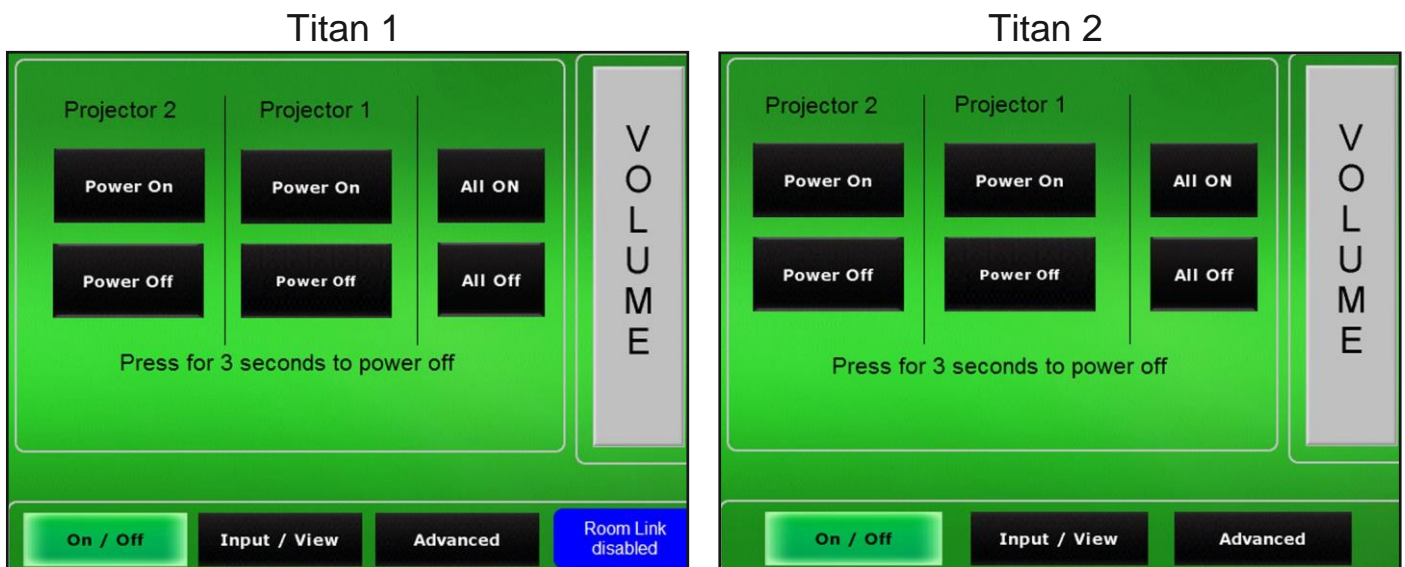 Titan 1
Projector 2 Projector 1
Power On Power On All ON
Power Off Power Off All Off
Press for 3 seconds to power off
V
O
L
U
M
E
On / Off Input / View Advanced Room Link
disabled
Titan 2
Projector 2 Projector 1
Power On Power On All ON
Power Off Power Off All Off
Press for 3 seconds to power off
V
O
L
U
M
E
On / Off Input / View Advanced